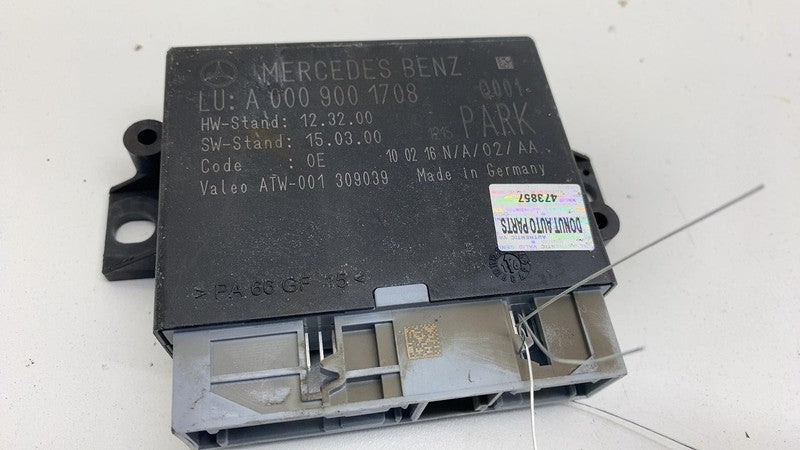 MERCEDES BENZ
LU: A 000 900 1708
0001
HW-Stand: 12.32.00
SW-Stand: 15.03.00
1816 PARK
Code : 0E 10 02 16 N/A/02/AA
Valeo ATW-001 309039 Made in Germany
473857
DONUT AUTO PARTS
>PA 66 GF 15<